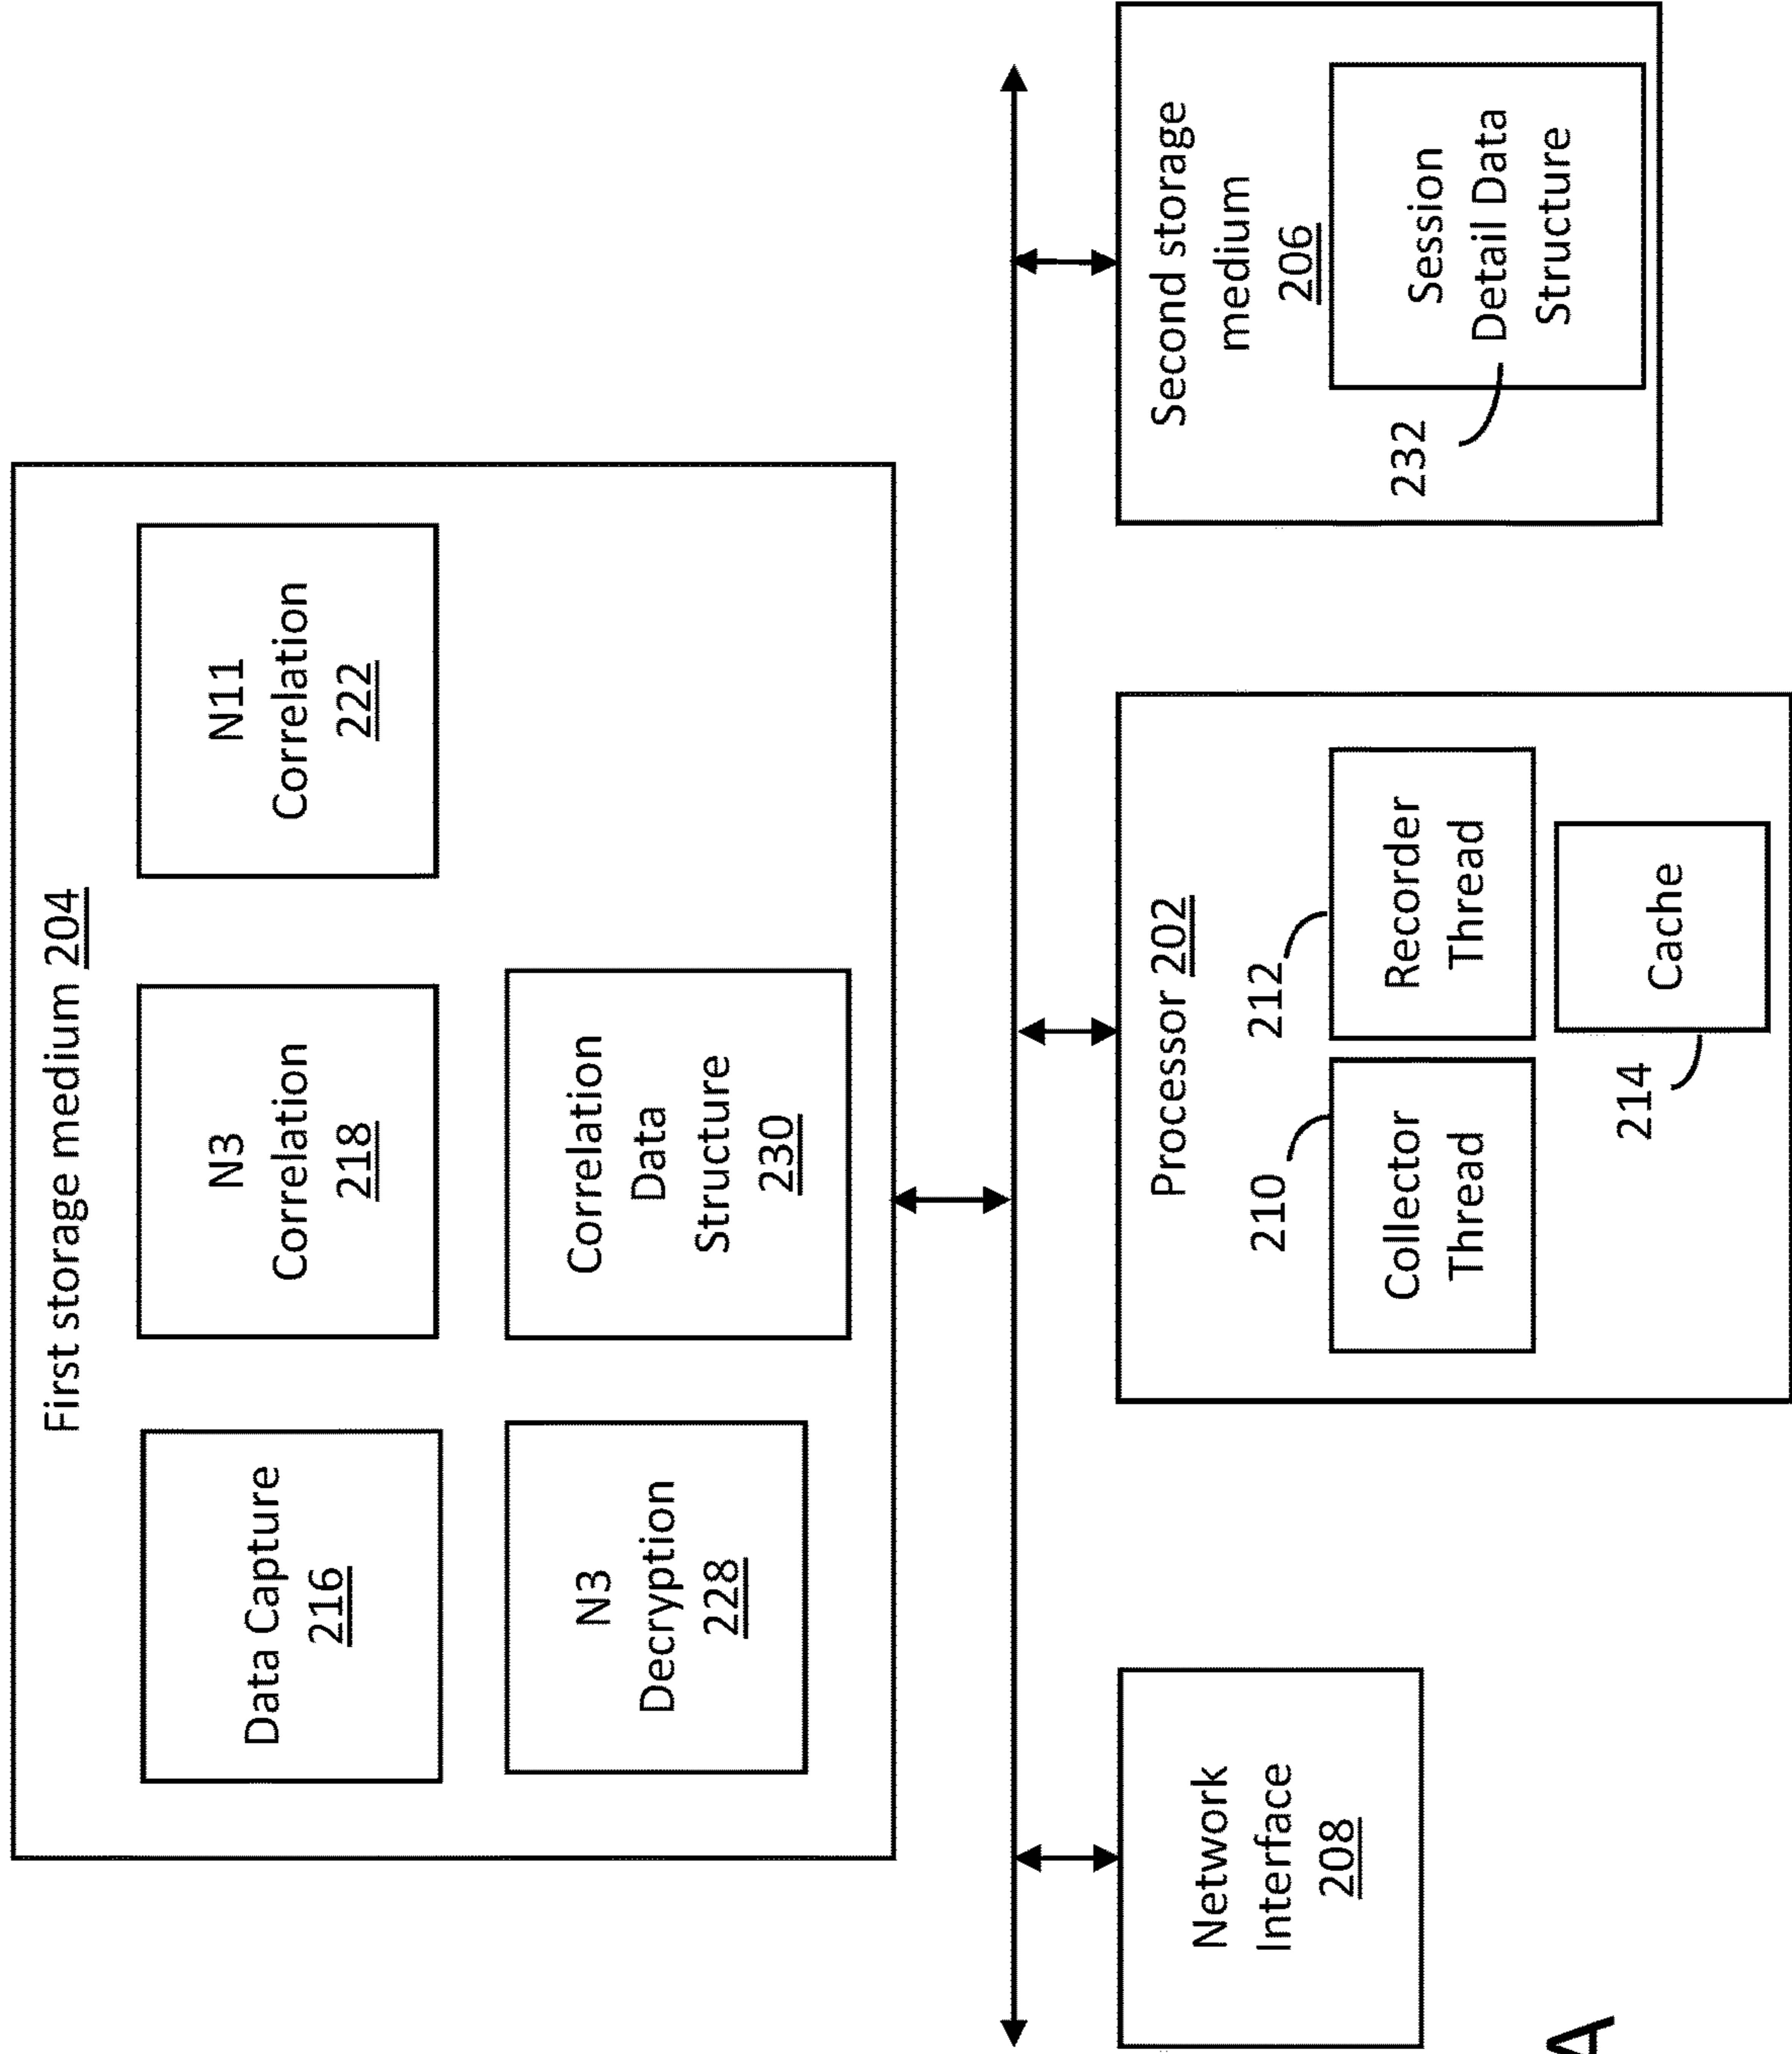 First storage medium 204
Data Capture
216
N3
Correlation
218
N11
Correlation
222
N3
Decryption
228
Correlation
Data
Structure
230
Network
Interface
208
Processor 202
210
212
Collector
Thread
Recorder
Thread
214
Cache
Second storage
medium
206
232
Session
Detail Data
Structure
A